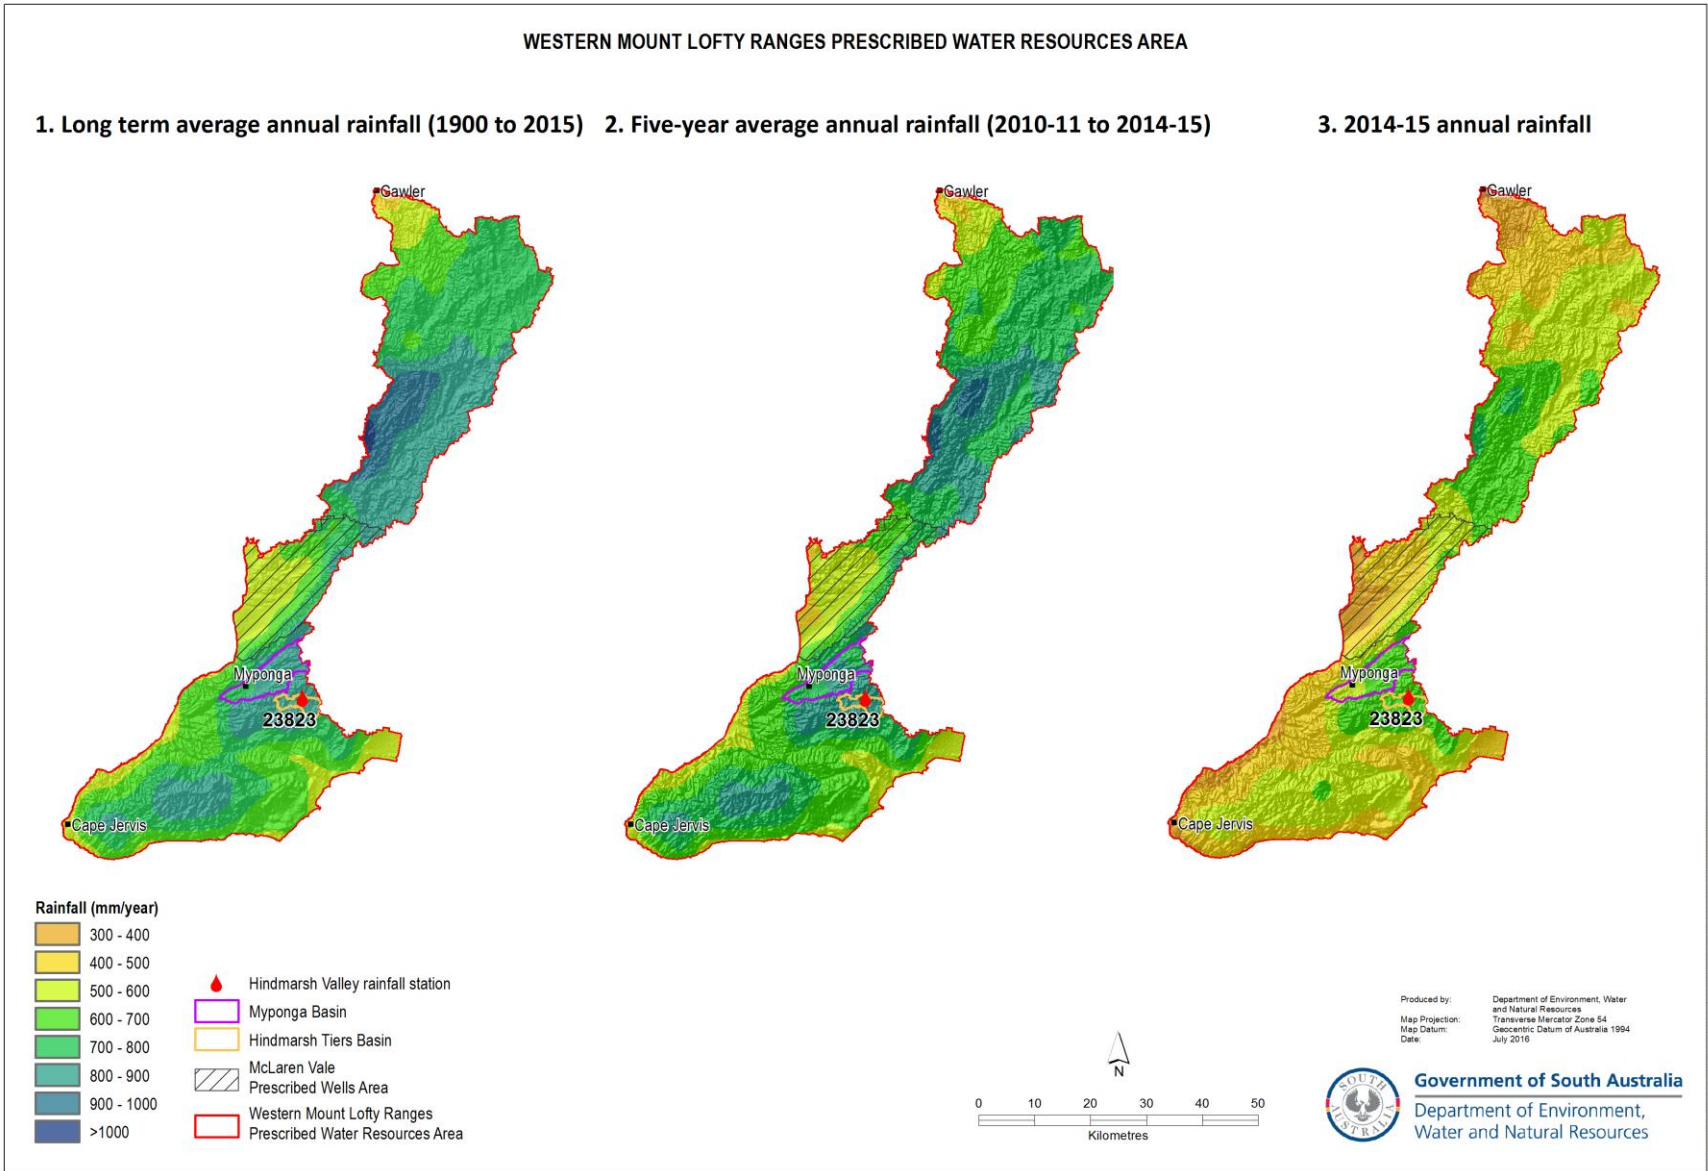 WESTERN MOUNT LOFTY RANGES PRESCRIBED WATER RESOURCES AREA
1. Long term average annual rainfall (1900 to 2015)
2. Five-year average annual rainfall (2010-11 to 2014-15)
3. 2014-15 annual rainfall
Gawler
Myponga
23823
Cape Jervis
Gawler
Myponga
23823
Cape Jervis
Gawler
Myponga
23823
Cape Jervis
Rainfall (mm/year)
300 - 400
400 - 500
500 - 600
600 - 700
700 - 800
800 - 900
900 - 1000
>1000
Hindmarsh Valley rainfall station
Myponga Basin
Hindmarsh Tiers Basin
McLaren Vale
Prescribed Wells Area
Western Mount Lofty Ranges
Prescribed Water Resources Area
N
0 10 20 30 40 50
Kilometres
Produced by: Department of Environment, Water
and Natural Resources
Map Projection: Transverse Mercator Zone 54
Map Datum: Geocentric Datum of Australia 1994
Date: July 2016
SOUTH
AUSTRALIA
Government of South Australia
Department of Environment,
Water and Natural Resources